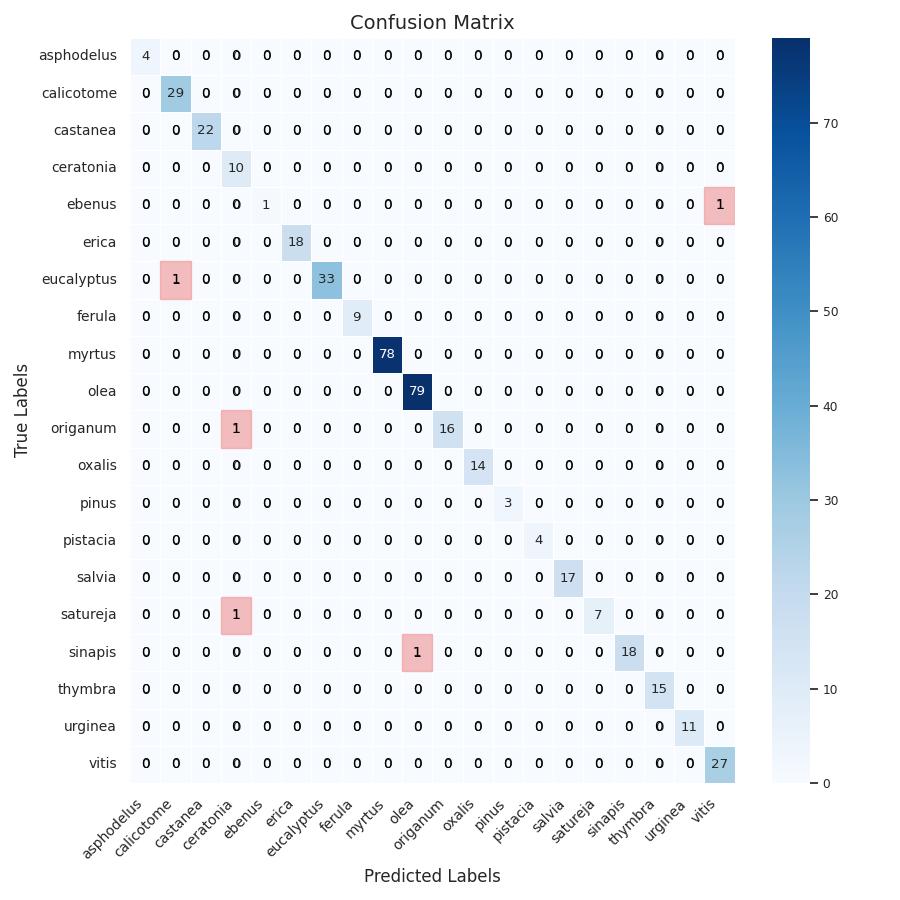 Confusion Matrix
asphodelus 4 0 0 0 0 0 0 0 0 0 0 0 0 0 0 0 0 0 0 0
calicotome 0 29 0 0 0 0 0 0 0 0 0 0 0 0 0 0 0 0 0 0
castanea 0 0 22 0 0 0 0 0 0 0 0 0 0 0 0 0 0 0 0 0
ceratonia 0 0 0 10 0 0 0 0 0 0 0 0 0 0 0 0 0 0 0 0
ebenus 0 0 0 0 1 0 0 0 0 0 0 0 0 0 0 0 0 0 0 1
erica 0 0 0 0 0 18 0 0 0 0 0 0 0 0 0 0 0 0 0 0
eucalyptus 0 1 0 0 0 0 33 0 0 0 0 0 0 0 0 0 0 0 0 0
ferula 0 0 0 0 0 0 0 9 0 0 0 0 0 0 0 0 0 0 0 0
myrtus 0 0 0 0 0 0 0 0 78 0 0 0 0 0 0 0 0 0 0 0
olea 0 0 0 0 0 0 0 0 0 79 0 0 0 0 0 0 0 0 0 0
origanum 0 0 0 1 0 0 0 0 0 0 16 0 0 0 0 0 0 0 0 0
oxalis 0 0 0 0 0 0 0 0 0 0 0 14 0 0 0 0 0 0 0 0
pinus 0 0 0 0 0 0 0 0 0 0 0 0 3 0 0 0 0 0 0 0
pistacia 0 0 0 0 0 0 0 0 0 0 0 0 0 4 0 0 0 0 0 0
salvia 0 0 0 0 0 0 0 0 0 0 0 0 0 0 17 0 0 0 0 0
satureja 0 0 0 1 0 0 0 0 0 0 0 0 0 0 0 7 0 0 0 0
sinapis 0 0 0 0 0 0 0 0 0 1 0 0 0 0 0 0 18 0 0 0
thymbra 0 0 0 0 0 0 0 0 0 0 0 0 0 0 0 0 0 15 0 0
urginea 0 0 0 0 0 0 0 0 0 0 0 0 0 0 0 0 0 0 11 0
vitis 0 0 0 0 0 0 0 0 0 0 0 0 0 0 0 0 0 0 0 27
asphodelus calicotome castanea ceratonia ebenus erica eucalyptus ferula myrtus olea origanum oxalis pinus pistacia salvia satureja sinapis thymbra urginea vitis
Predicted Labels
True Labels
70
60
50
40
30
20
10
0